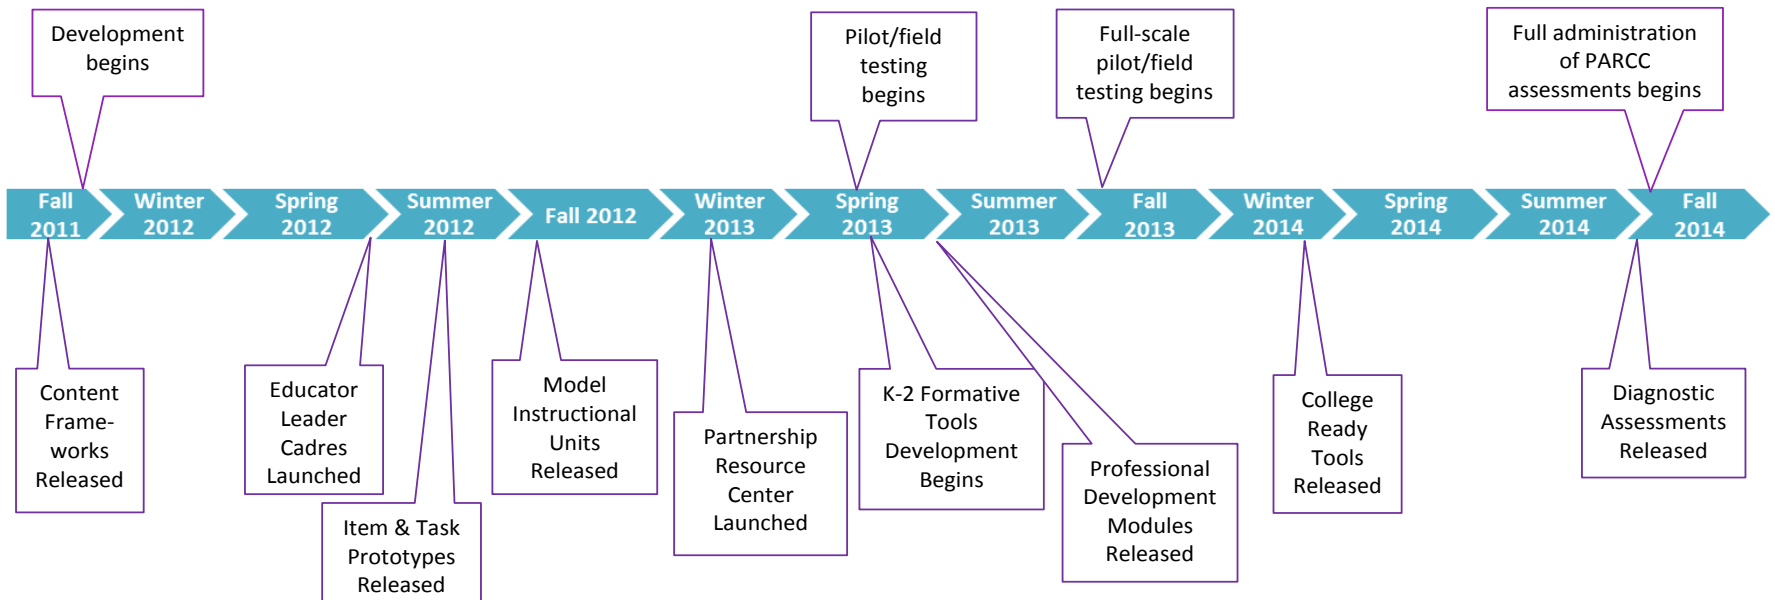 Development
begins
Pilot/field
testing
begins
Full-scale
pilot/field
testing begins
Full administration
of PARCC
assessments begins
Fall
2011
Winter
2012
Spring
2012
Summer
2012
Fall 2012
Winter
2013
Spring
2013
Summer
2013
Fall
2013
Winter
2014
Spring
2014
Summer
2014
Fall
2014
Content
Frame-
works
Released
Educator
Leader
Cadres
Launched
Item & Task
Prototypes
Released
Model
Instructional
Units
Released
Partnership
Resource
Center
Launched
K-2 Formative
Tools
Development
Begins
Professional
Development
Modules
Released
College
Ready
Tools
Released
Diagnostic
Assessments
Released